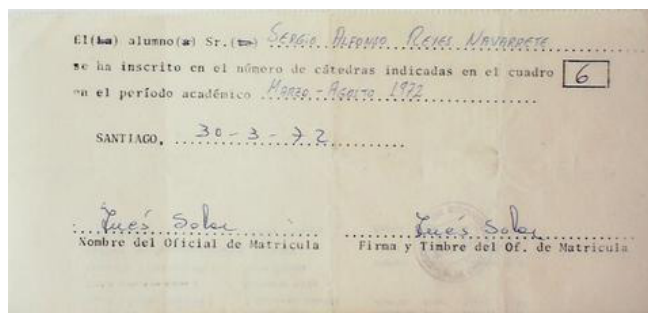 El(la) alumno(a) Sr.(ta) Sergio Alfonso Reyes Navarrete
se ha inscrito en el número de cátedras indicadas en el cuadro 6
en el período académico Marzo - Agosto 1972
SANTIAGO, 30 - 3 - 72
Inés Soler Inés Soler
Nombre del Oficial de Matricula Firma y Timbre del Of. de Matricula